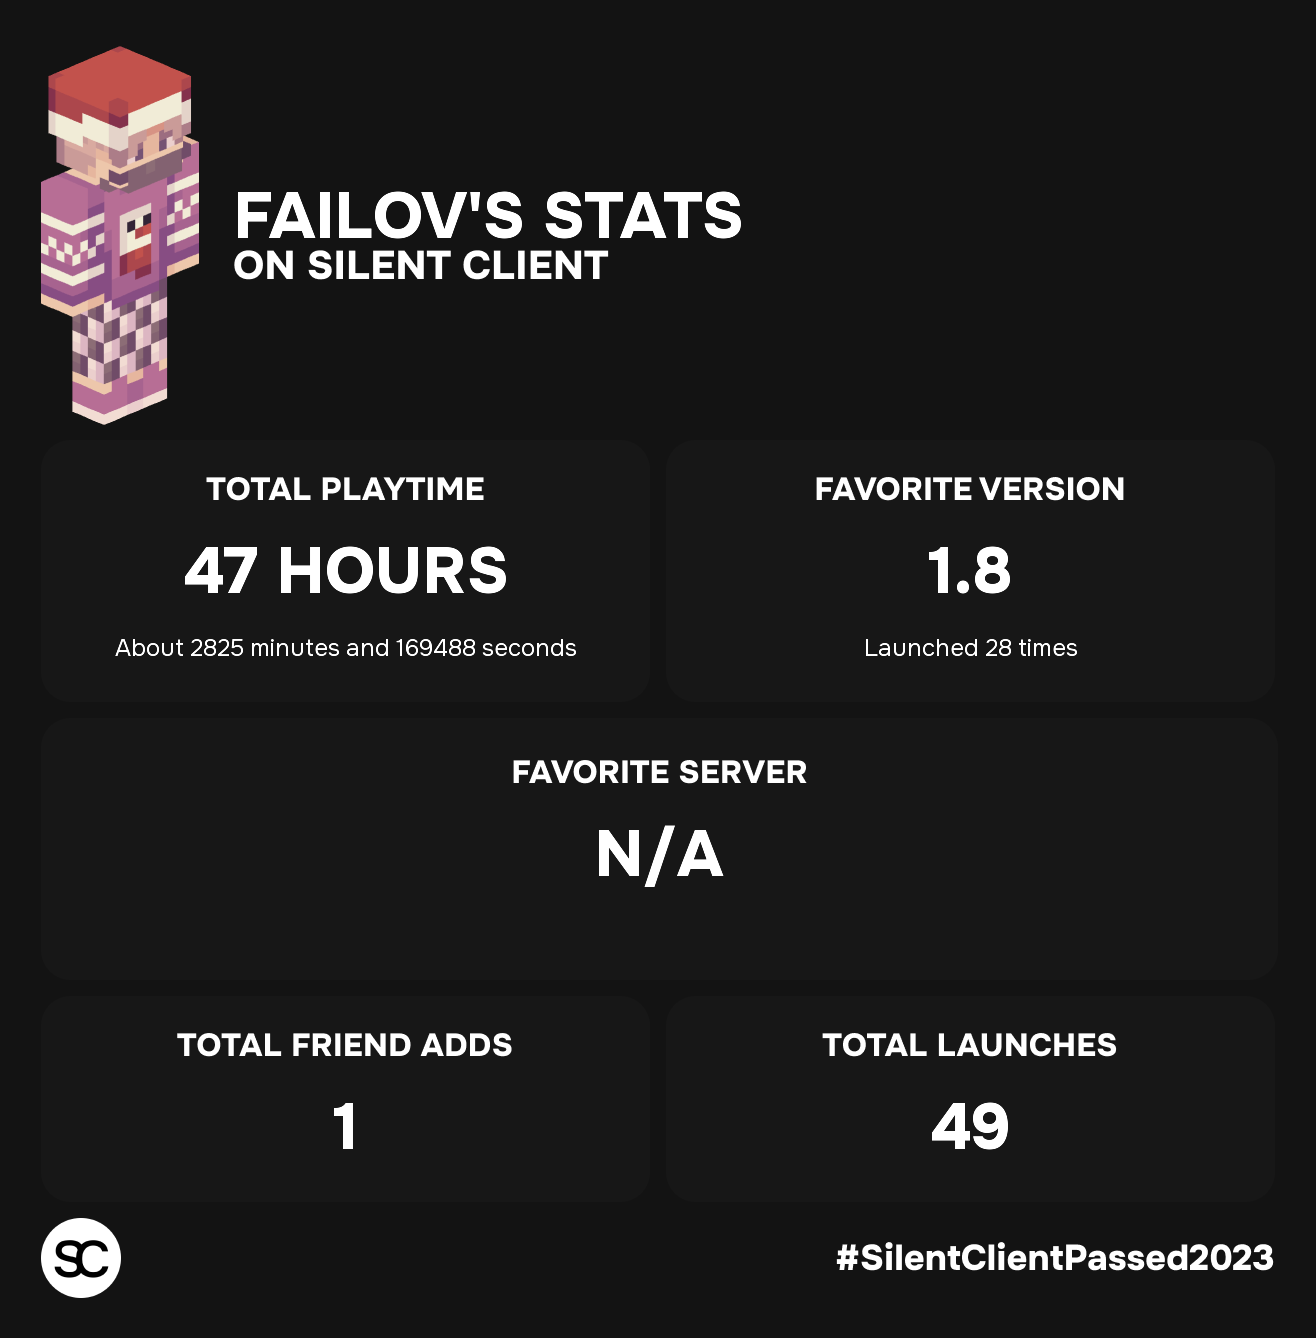 FAILOV'S STATS
ON SILENT CLIENT
TOTAL PLAYTIME
47 HOURS
About 2825 minutes and 169488 seconds
FAVORITE VERSION
1.8
Launched 28 times
FAVORITE SERVER
N/A
TOTAL FRIEND ADDS
1
TOTAL LAUNCHES
49
SC
#SilentClientPassed2023